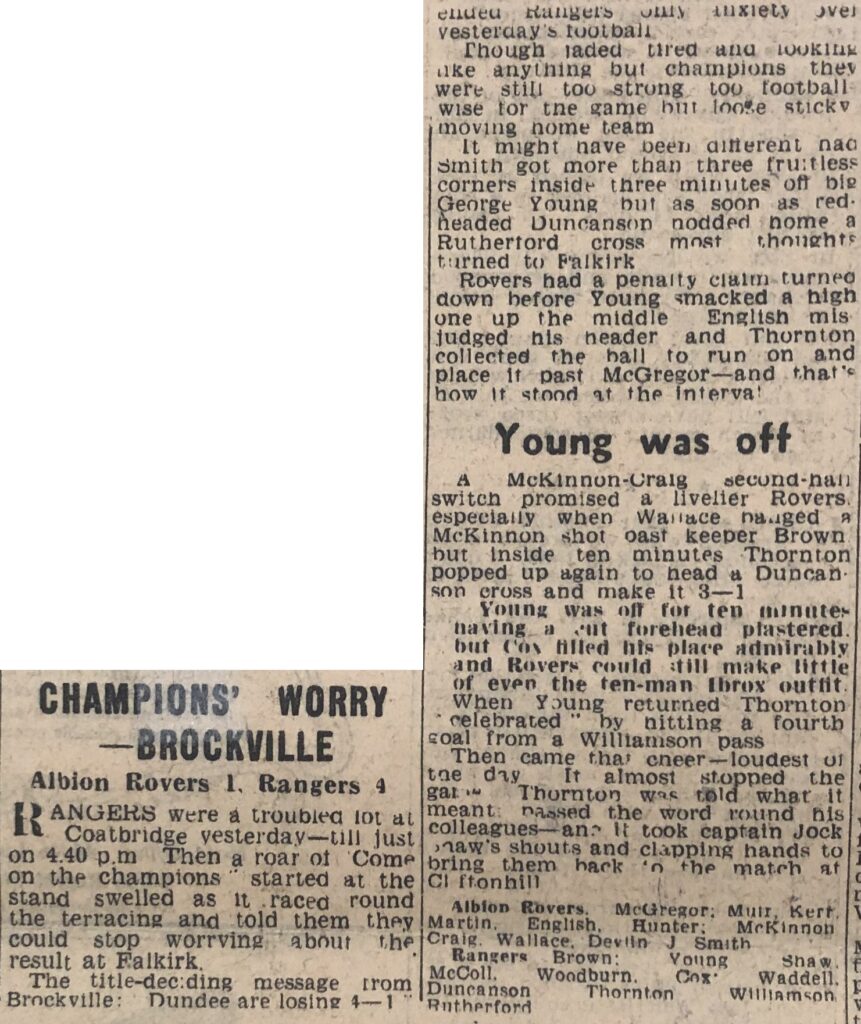 CHAMPIONS' WORRY
—BROCKVILLE
Albion Rovers 1, Rangers 4
RANGERS were a troubled lot at
Coatbridge yesterday—till just
on 4.40 p.m Then a roar of "Come
on the champions" started at the
stand swelled as it raced round
the terracing and told them they
could stop worrying about the
result at Falkirk.
The title-deciding message from
Brockville: "Dundee are losing 4—1"
ended Rangers only anxiety over
yesterday's football
Though jaded tired and looking
like anything but champions they
were still too strong too football
wise for the game but loose sticky
moving home team
It might have been different had
Smith got more than three fruitless
corners inside three minutes off big
George Young but as soon as red-
headed Duncanson nodded home a
Rutherford cross most thoughts
turned to Falkirk
Rovers had a penalty claim turned
down before Young smacked a high
one up the middle English mis
judged his header and Thornton
collected the ball to run on and
place it past McGregor—and that's
how it stood at the interval
Young was off
A McKinnon-Craig second-half
switch promised a livelier Rovers,
especially when Wallace banged a
McKinnon shot past keeper Brown
but inside ten minutes Thornton
popped up again to head a Duncan-
son cross and make it 3—1
Young was off for ten minutes
having a cut forehead plastered,
but Cox filled his place admirably
and Rovers could still make little
of even the ten-man Ibrox outfit.
When Young returned Thornton
"celebrated" by hitting a fourth
goal from a Williamson pass
Then came that cheer—loudest of
the day It almost stopped the
game Thornton was told what it
meant, passed the word round his
colleagues—and it took captain Jock
Shaw's shouts and clapping hands to
bring them back to the match at
Cliftonhill
Albion Rovers. McGregor; Muir, Kerr
Martin, English, Hunter; McKinnon
Craig, Wallace, Devlin J Smith
Rangers Brown; Young Shaw,
McColl, Woodburn, Cox Waddell,
Duncanson Thornton Williamson,
Rutherford